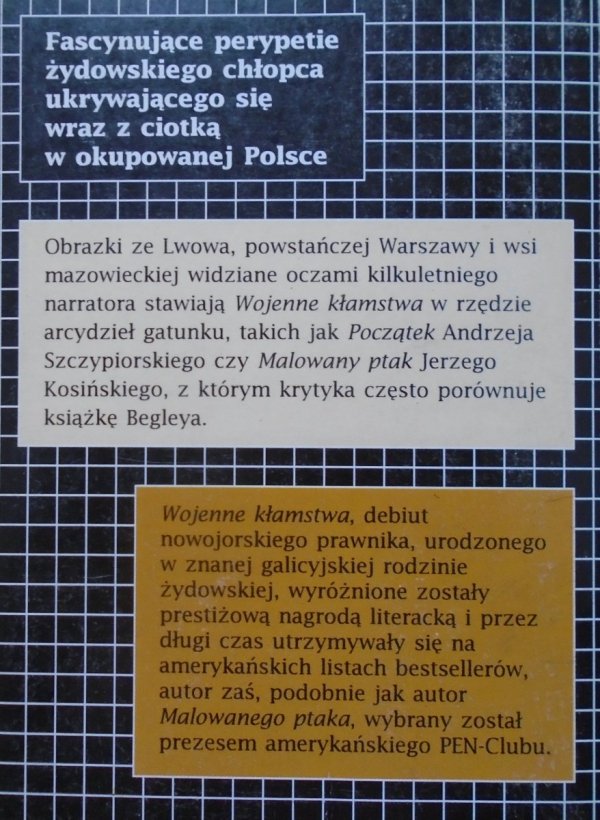 Fascynujące perypetie
żydowskiego chłopca
ukrywającego się
wraz z ciotką
w okupowanej Polsce
Obrazki ze Lwowa, powstańczej Warszawy i wsi
mazowieckiej widziane oczami kilkuletniego
narratora stawiają Wojenne kłamstwa w rzędzie
arcydzieł gatunku, takich jak Początek Andrzeja
Szczypiorskiego czy Malowany ptak Jerzego
Kosińskiego, z którym krytyka często porównuje
książkę Begleya.
Wojenne kłamstwa, debiut
nowojorskiego prawnika, urodzonego
w znanej galicyjskiej rodzinie
żydowskiej, wyróżnione zostały
prestiżową nagrodą literacką i przez
długi czas utrzymywały się na
amerykańskich listach bestsellerów,
autor zaś, podobnie jak autor
Malowanego ptaka, wybrany został
prezesem amerykańskiego PEN-Clubu.